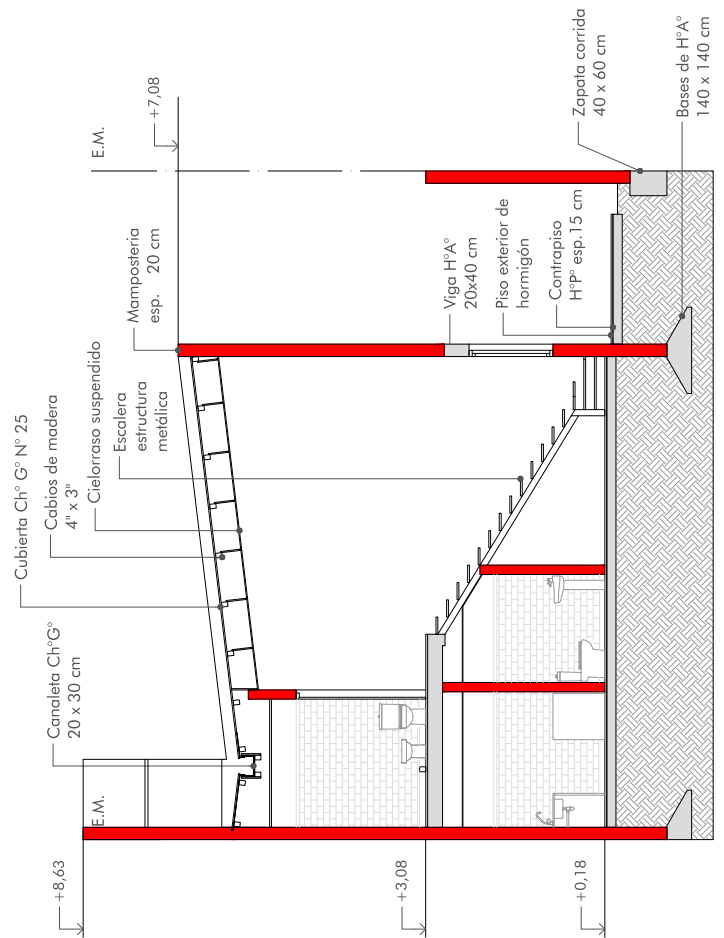 Cubierta Ch° G° N° 25
Cabios de madera
4" x 3"
Cielorraso suspendido
Escalera
estructura
metálica
Mamposteria
esp. 20 cm
+7,08
E.M.
Canaleta Ch°G°
20 x 30 cm
E.M.
+8,63
+3,08
+0,18
Viga H°A°
20x40 cm
Piso exterior de
hormigón
Contrapiso
H°P° esp.15 cm
Zapata corrida
40 x 60 cm
Bases de H°A°
140 x 140 cm